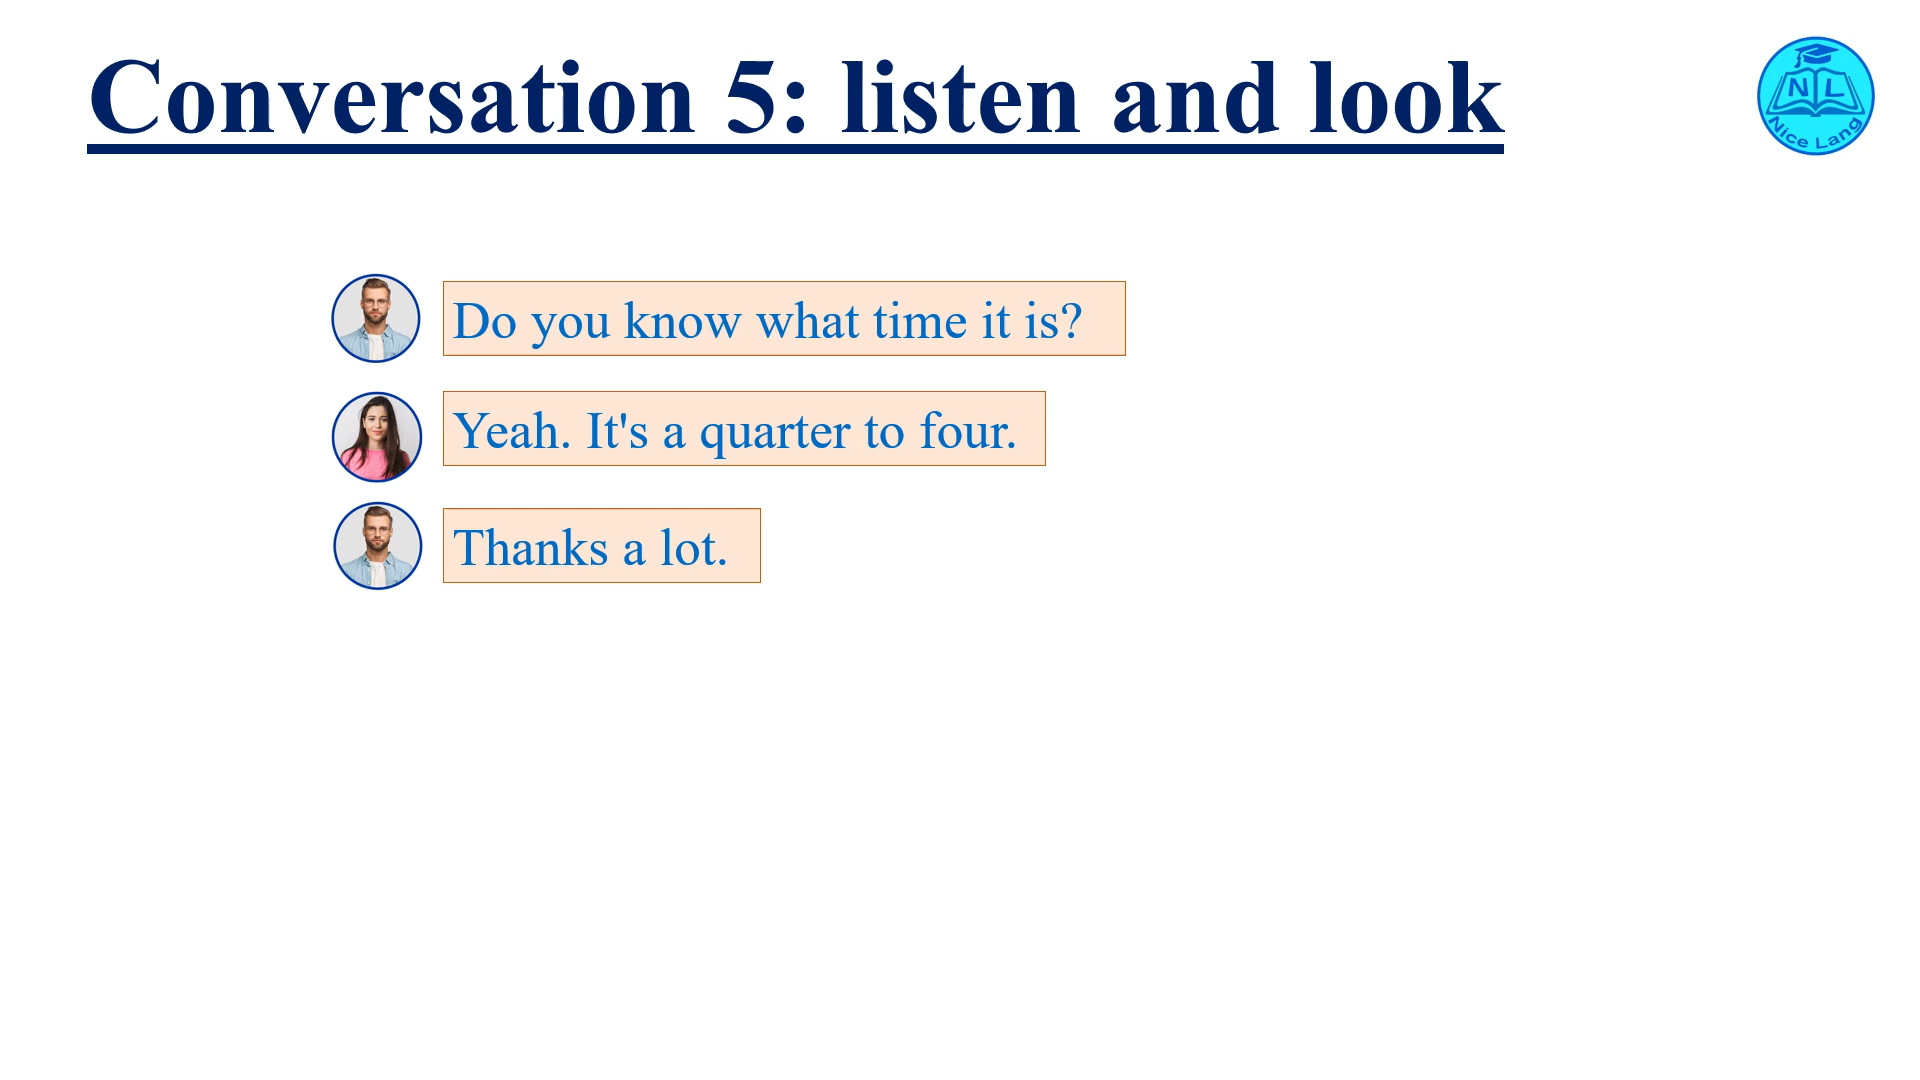 Conversation 5: listen and look
N L
Nice Lang
Do you know what time it is?
Yeah. It's a quarter to four.
Thanks a lot.